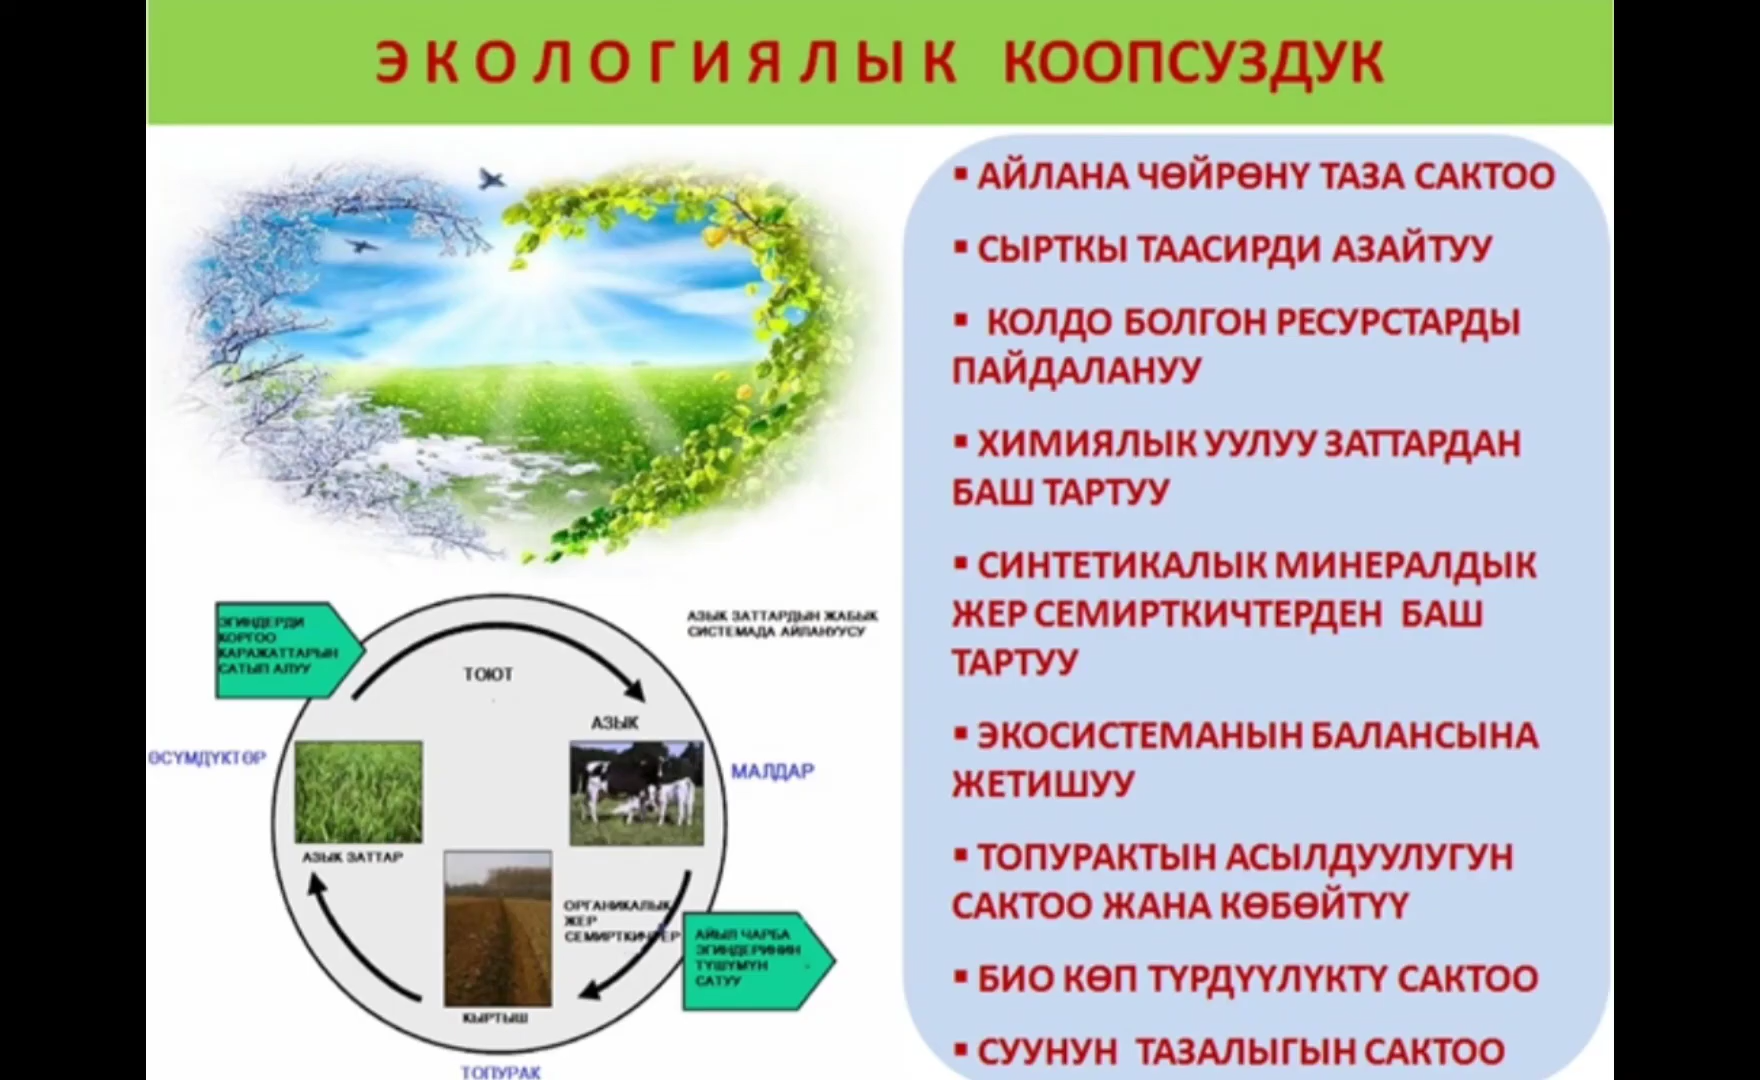 ЭКОЛОГИЯЛЫК КООПСУЗДУК
▪ АЙЛАНА ЧӨЙРӨНҮ ТАЗА САКТОО
▪ СЫРТКЫ ТААСИРДИ АЗАЙТУУ
▪ КОЛДО БОЛГОН РЕСУРСТАРДЫ
ПАЙДАЛАНУУ
▪ ХИМИЯЛЫК УУЛУУ ЗАТТАРДАН
БАШ ТАРТУУ
▪ СИНТЕТИКАЛЫК МИНЕРАЛДЫК
ЖЕР СЕМИРТКИЧТЕРДЕН БАШ
ТАРТУУ
▪ ЭКОСИСТЕМАНЫН БАЛАНСЫНА
ЖЕТИШУУ
▪ ТОПУРАКТЫН АСЫЛДУУЛУГУН
САКТОО ЖАНА КӨБӨЙТҮҮ
▪ БИО КӨП ТҮРДҮҮЛҮКТҮ САКТОО
▪ СУУНУН ТАЗАЛЫГЫН САКТОО
ЭГИНДЕРДИ
КОРГОО
КАРАЖАТТАРЫН
САТЫП АЛУУ
АЗЫК ЗАТТАРДЫН ЖАБЫК
СИСТЕМАДА АЙЛАНУУСУ
ТОЮТ
АЗЫК
ӨСҮМДҮКТӨР
МАЛДАР
АЗЫК ЗАТТАР
ОРГАНИКАЛЫК
ЖЕР
СЕМИРТКИЧТЕР
АЙЫЛ ЧАРБА
ЭГИНДЕРИНИН
ТҮШҮМҮН
САТУУ
КЫРТЫШ
ТОПУРАК